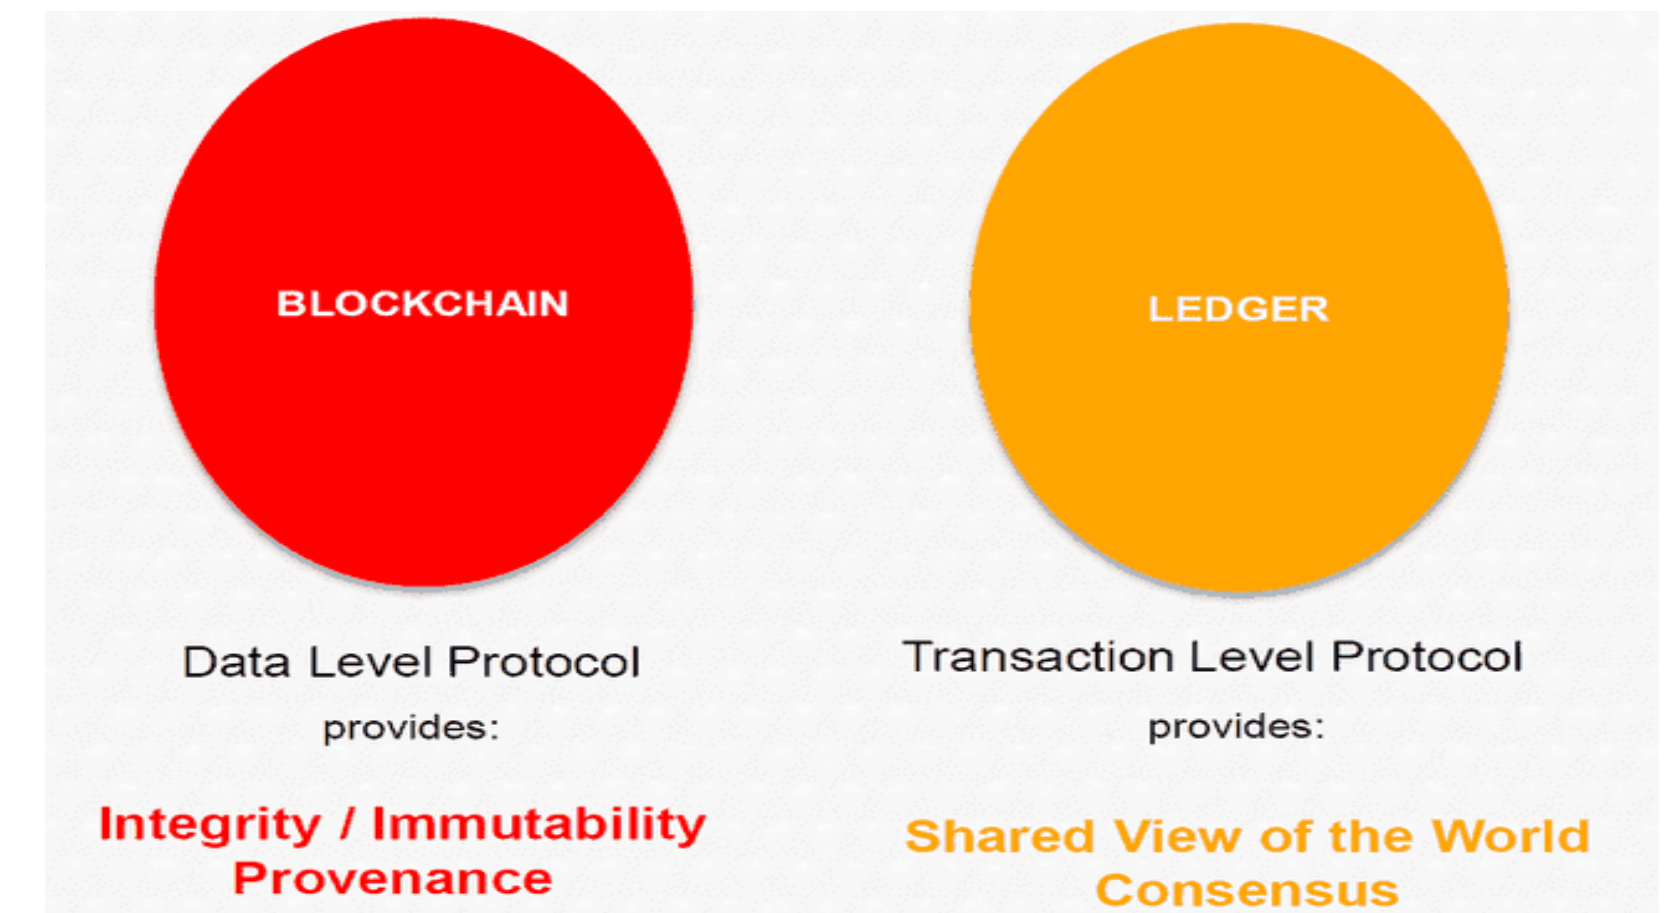 BLOCKCHAIN
Data Level Protocol
provides:
Integrity / Immutability
Provenance
LEDGER
Transaction Level Protocol
provides:
Shared View of the World
Consensus